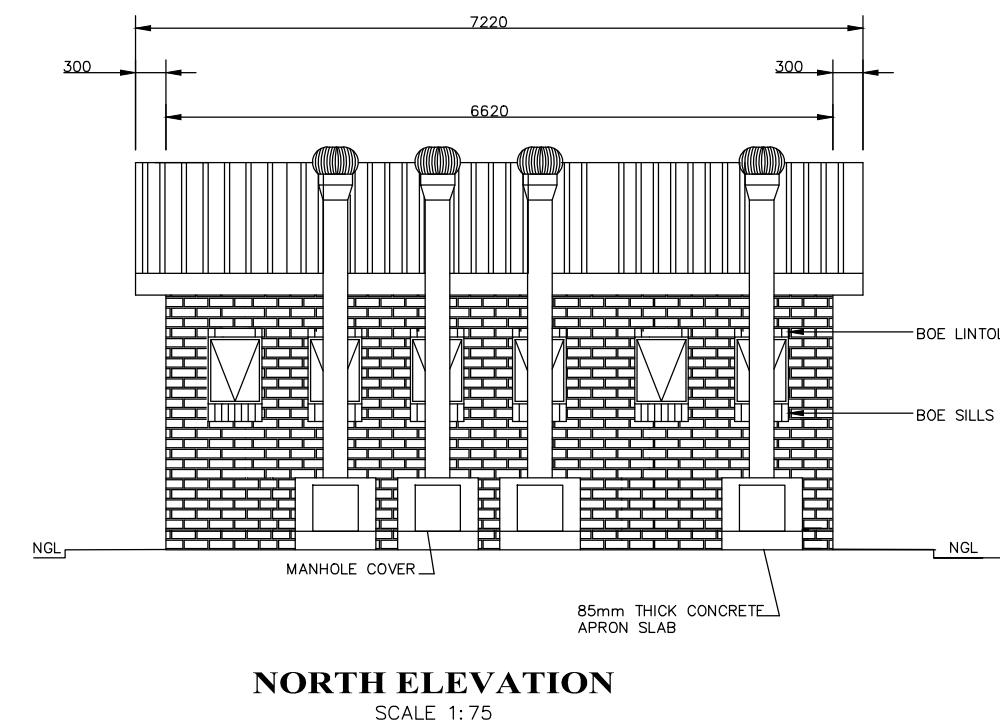 7220
300 300
6620
BOE LINTOL
BOE SILLS
NGL NGL
MANHOLE COVER
85mm THICK CONCRETE
APRON SLAB
NORTH ELEVATION
SCALE 1:75